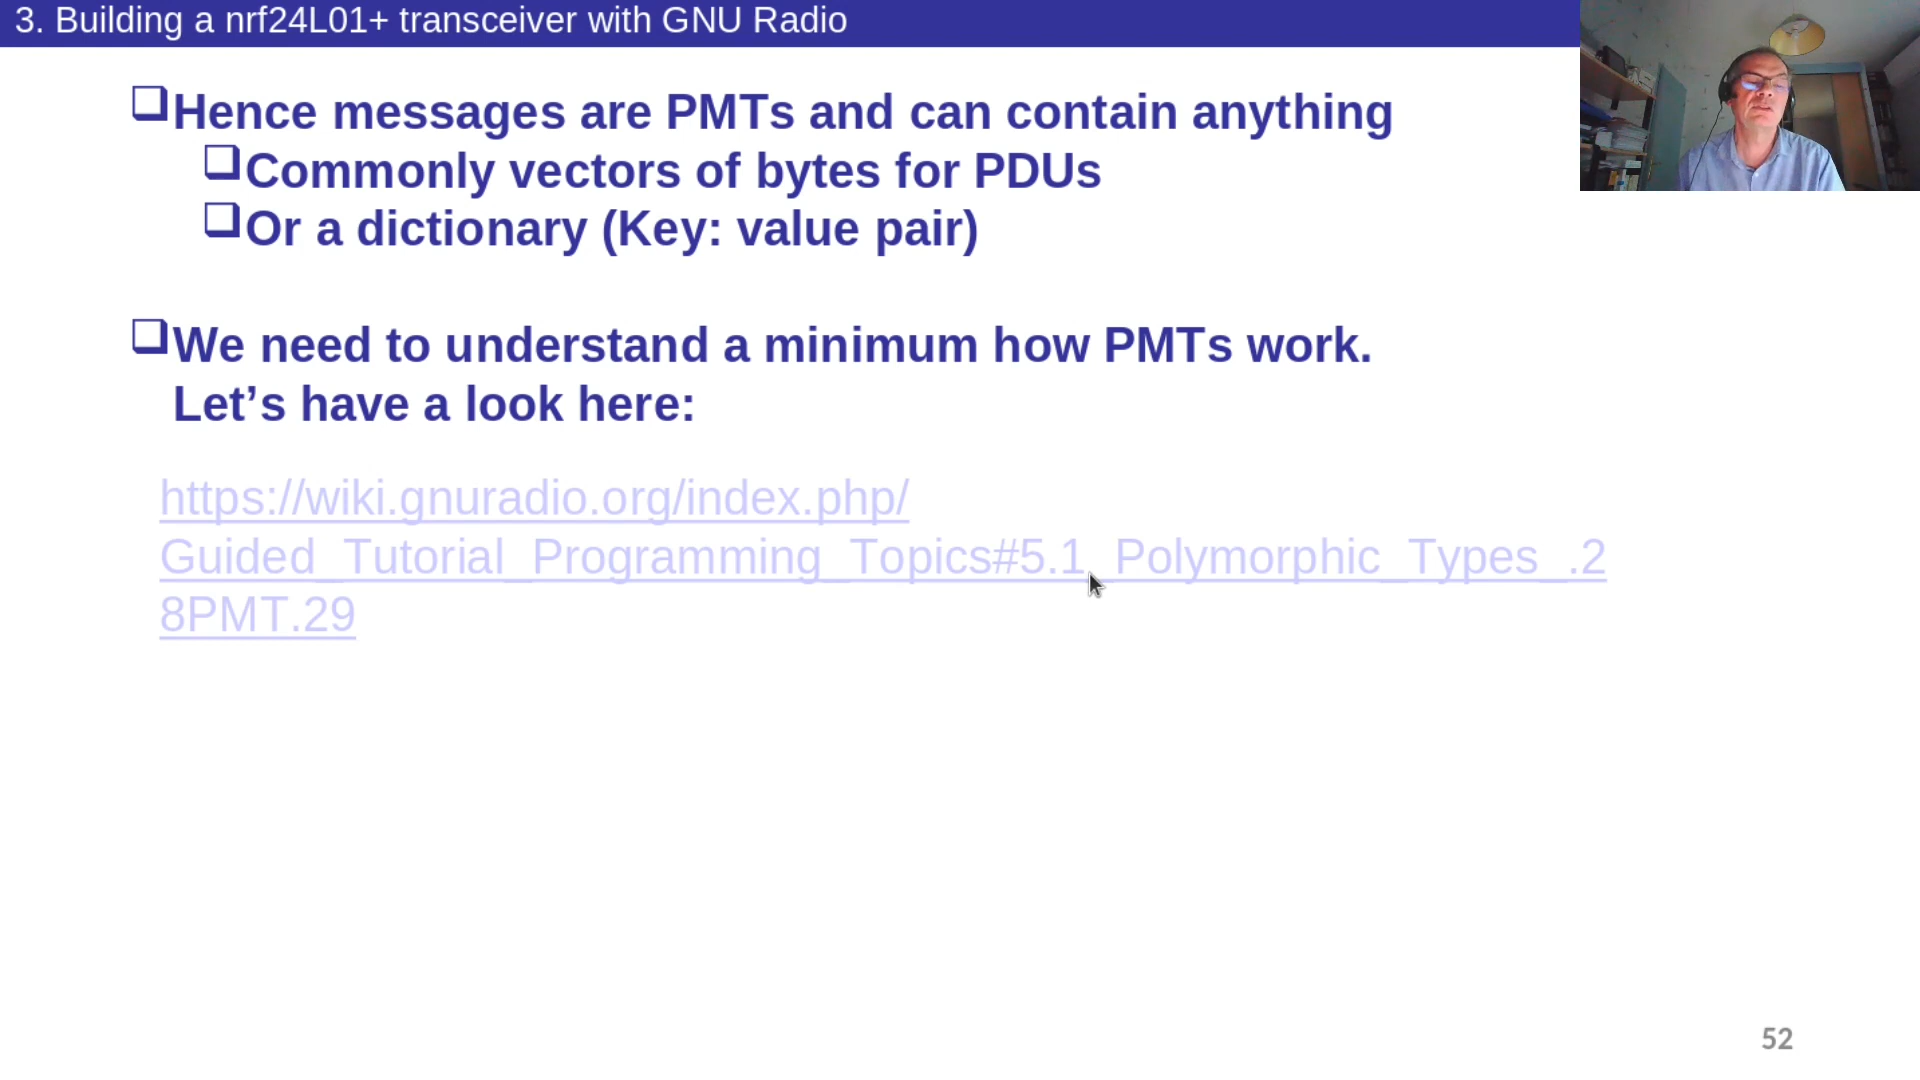 3. Building a nrf24L01+ transceiver with GNU Radio
Hence messages are PMTs and can contain anything
Commonly vectors of bytes for PDUs
Or a dictionary (Key: value pair)
We need to understand a minimum how PMTs work.
Let’s have a look here:
https://wiki.gnuradio.org/index.php/
Guided_Tutorial_Programming_Topics#5.1_Polymorphic_Types_.2
8PMT.29
52